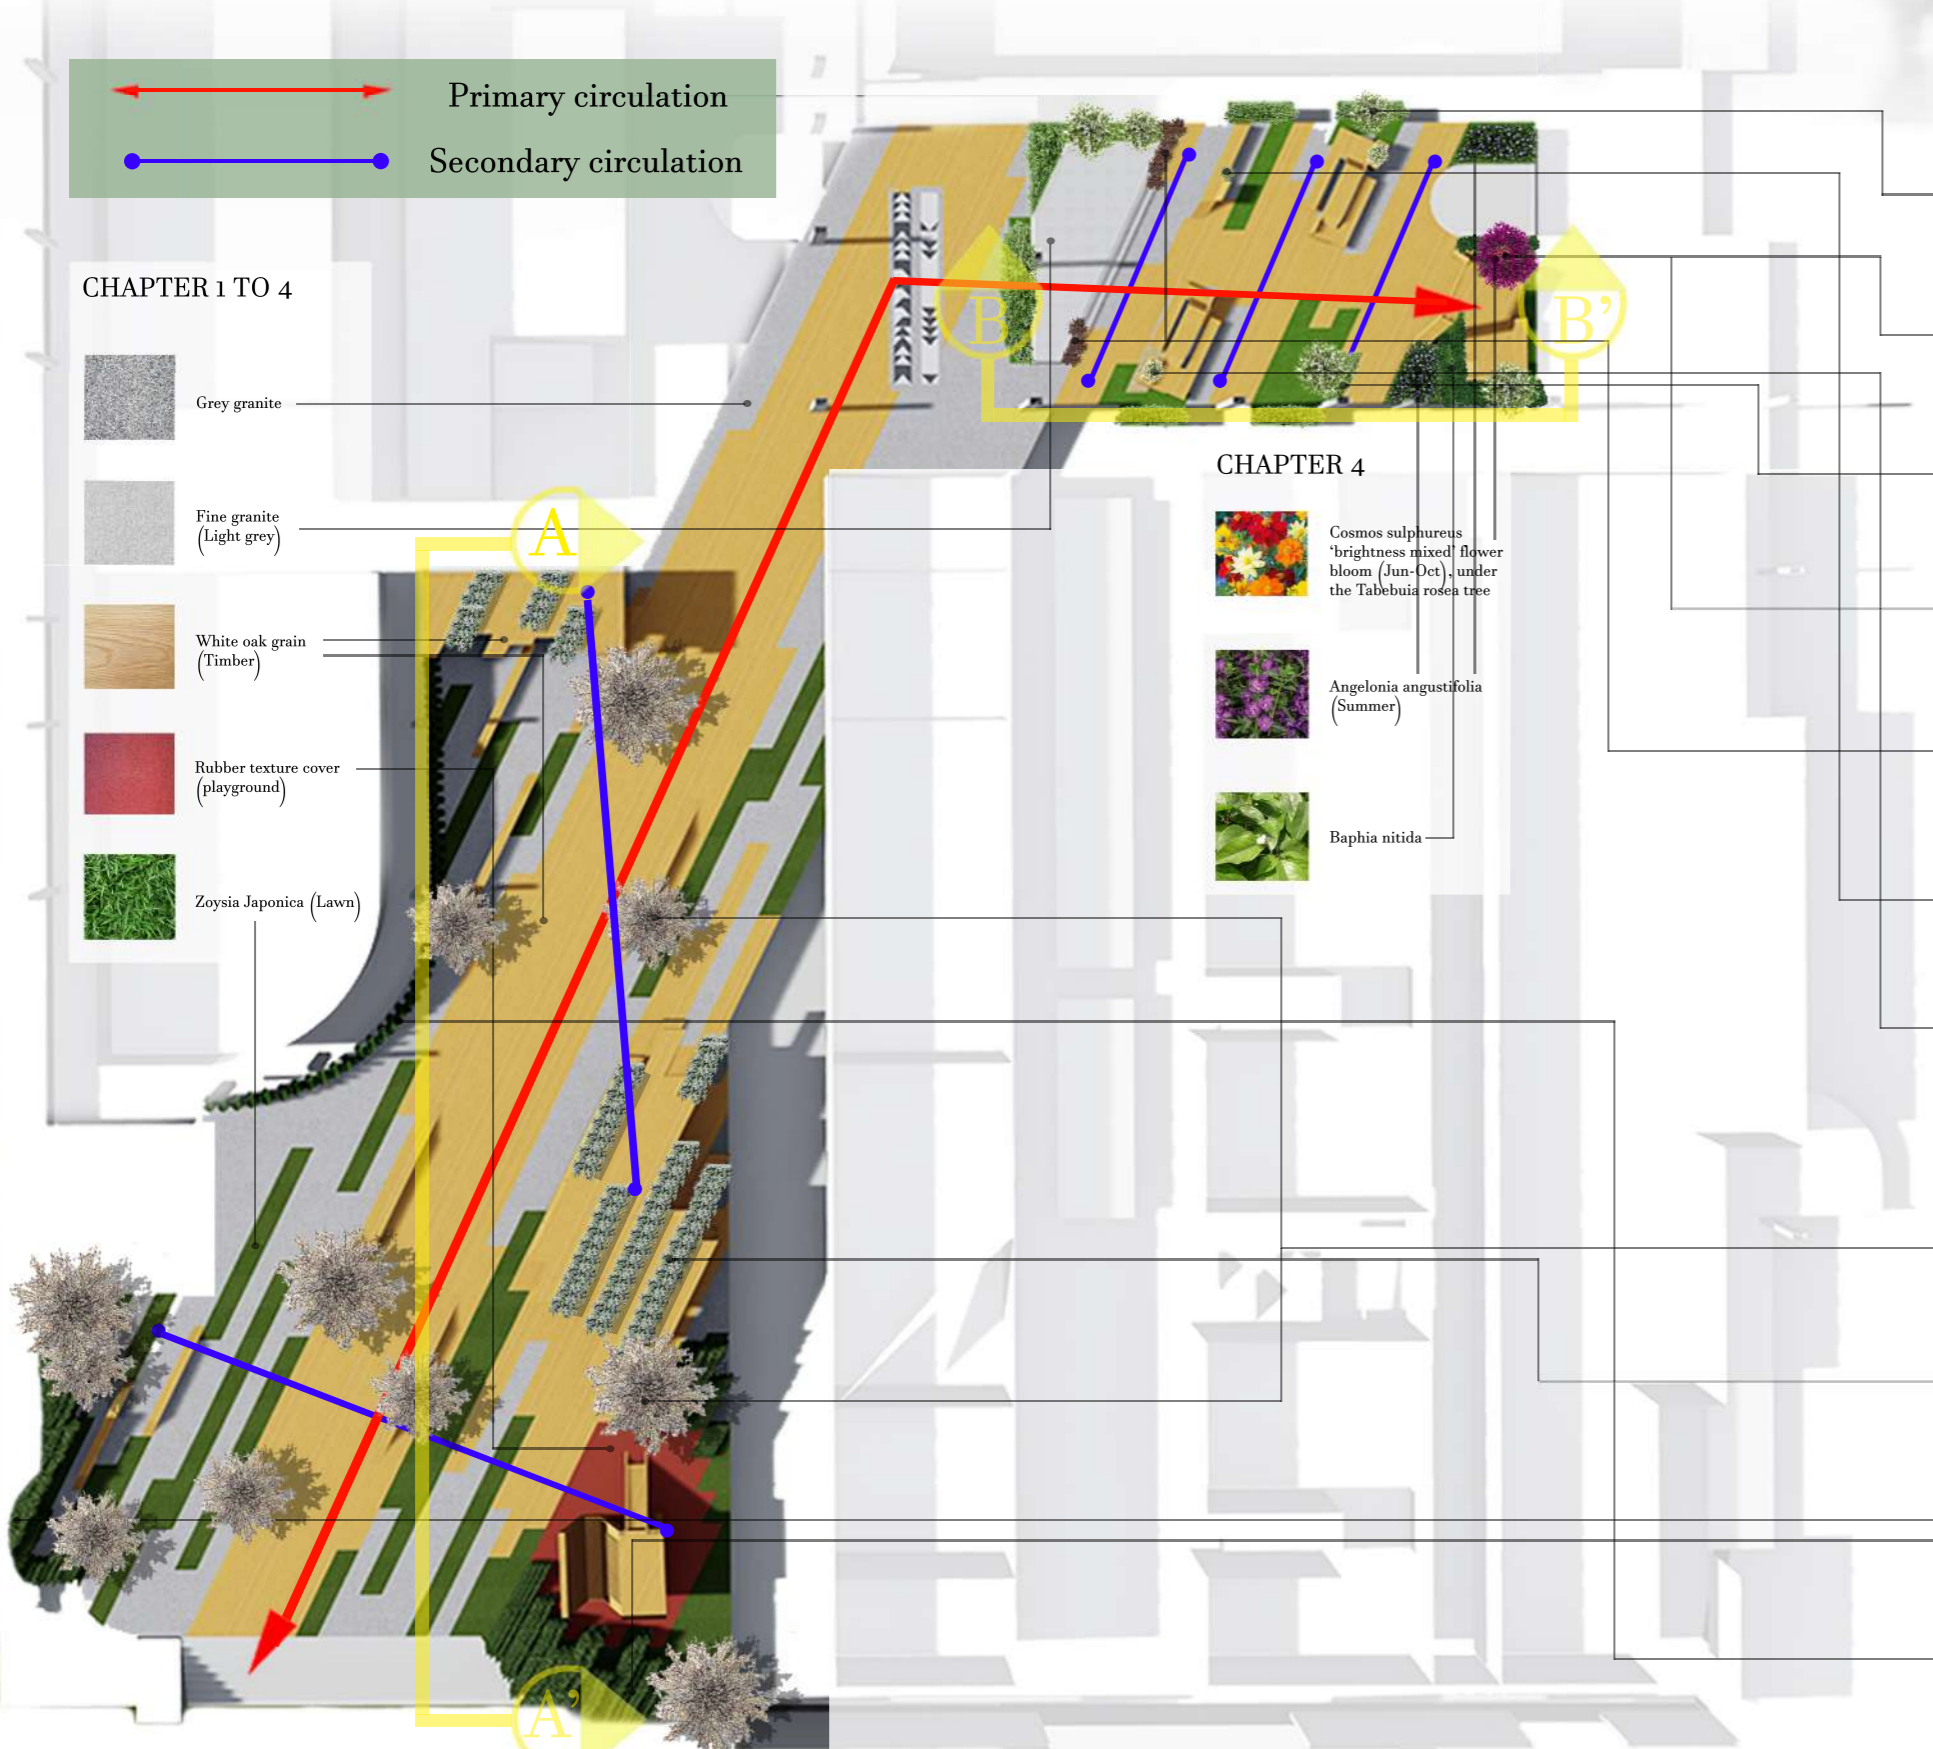 Primary circulation
Secondary circulation
CHAPTER 1 TO 4
Grey granite
Fine granite
(Light grey)
White oak grain
(Timber)
Rubber texture cover
(playground)
Zoysia Japonica (Lawn)
B
B'
A
A'
CHAPTER 4
Cosmos sulphureus
‘brightness mixed’ flower
bloom (Jun-Oct), under
the Tabebuia rosea tree
Angelonia angustifolia
(Summer)
Baphia nitida